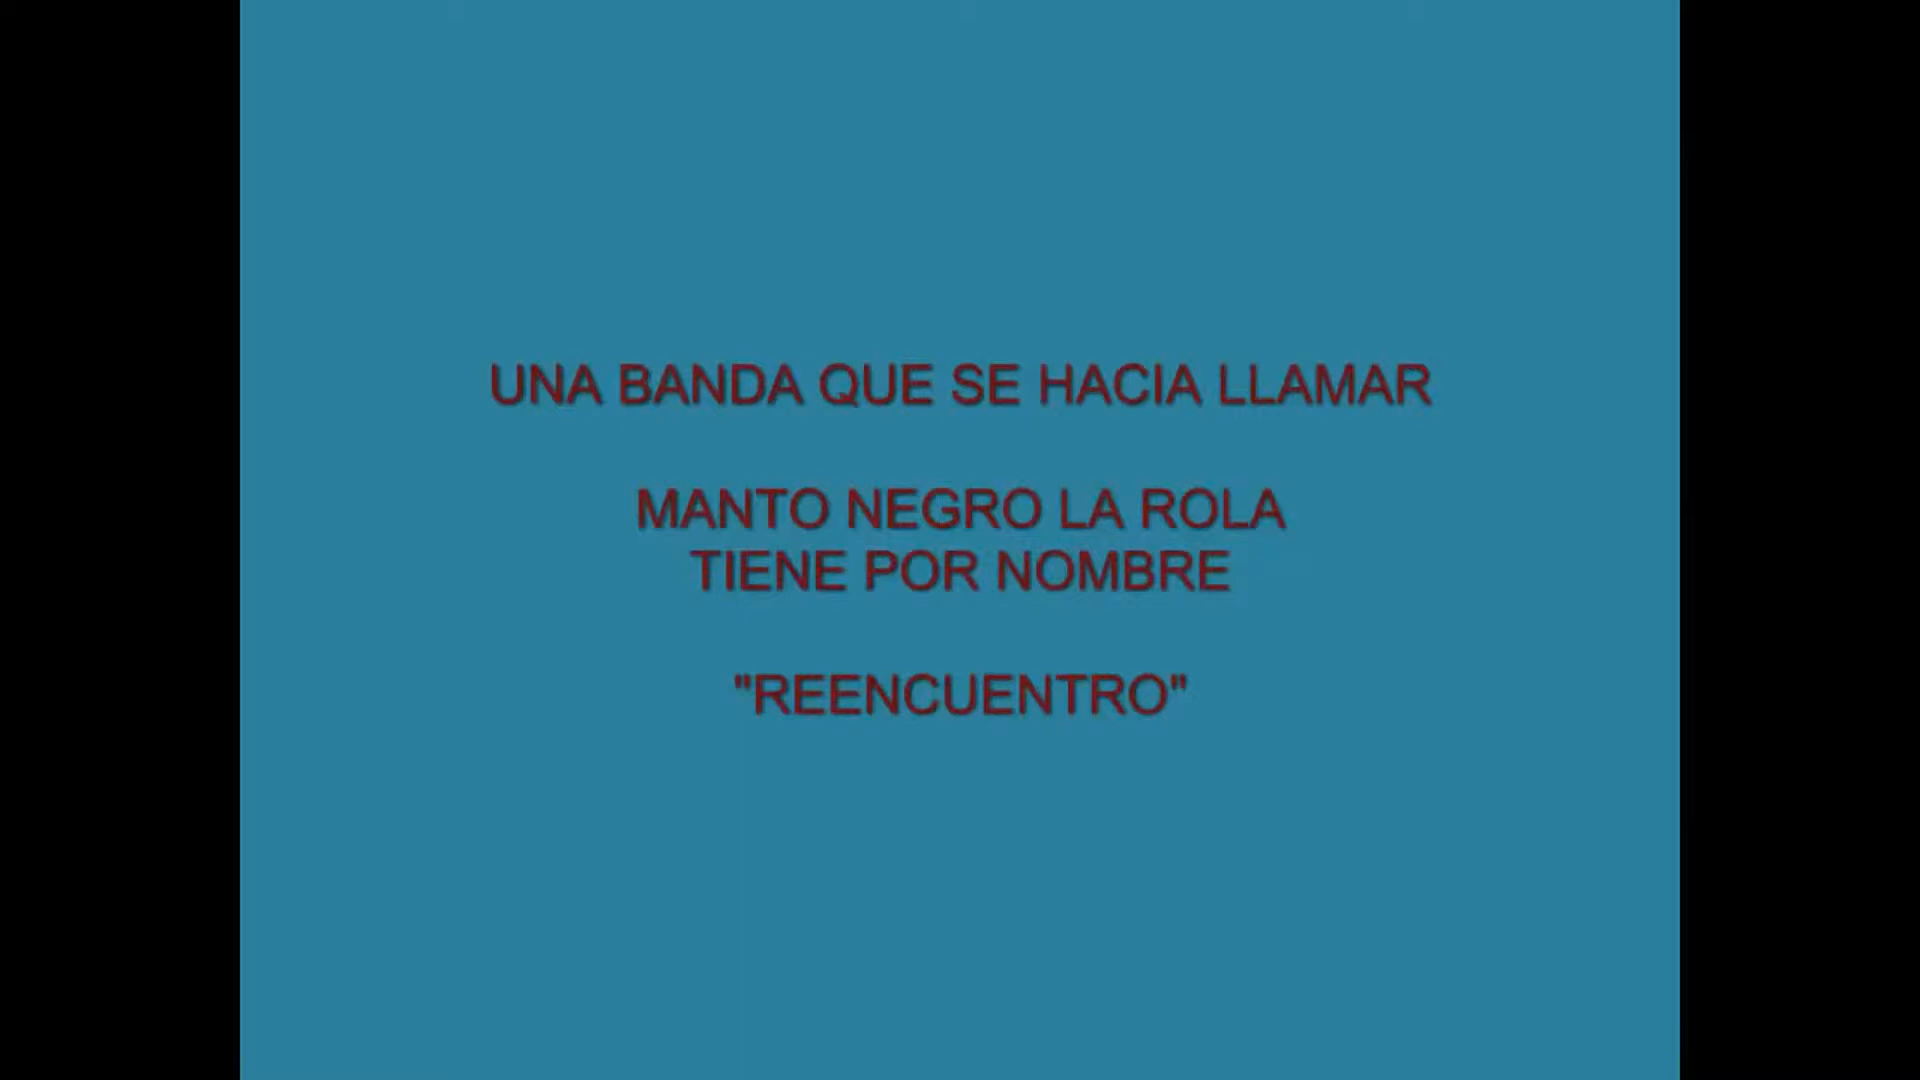 UNA BANDA QUE SE HACIA LLAMAR
MANTO NEGRO LA ROLA
TIENE POR NOMBRE
"REENCUENTRO"